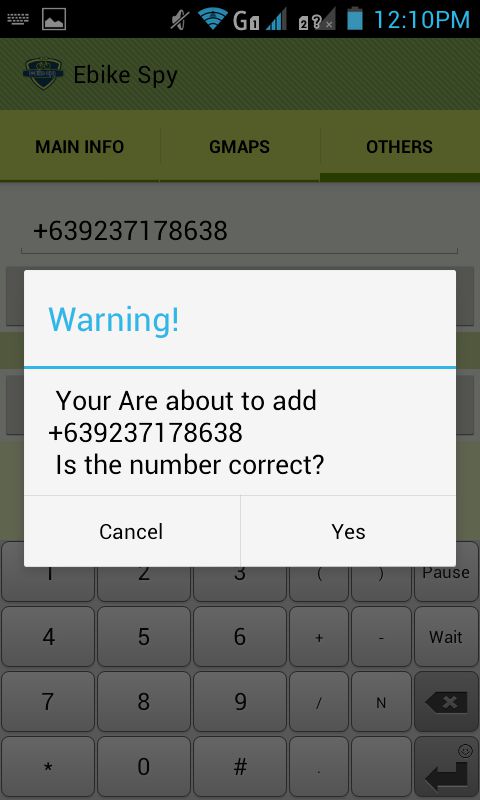 G1 2? 12:10PM
Ebike Spy
MAIN INFO GMAPS OTHERS
+639237178638
Warning!
Your Are about to add
+639237178638
Is the number correct?
Cancel Yes
1 2 3 ( ) Pause
4 5 6 + - Wait
7 8 9 / N
* 0 # .